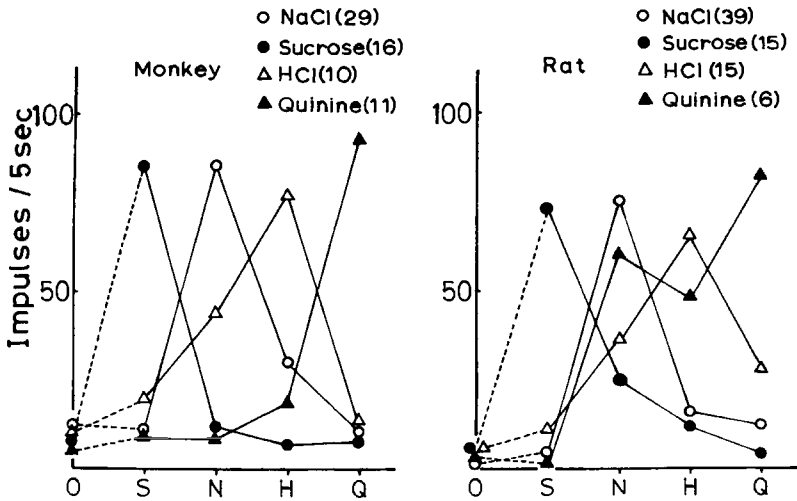 ○ NaCl(29)
● Sucrose(16)
△ HCl(10)
▲ Quinine(11)
Monkey
100
50
Impulses / 5sec
O S N H Q
○ NaCl(39)
● Sucrose(15)
△ HCl(15)
▲ Quinine(6)
Rat
100
50
O S N H Q